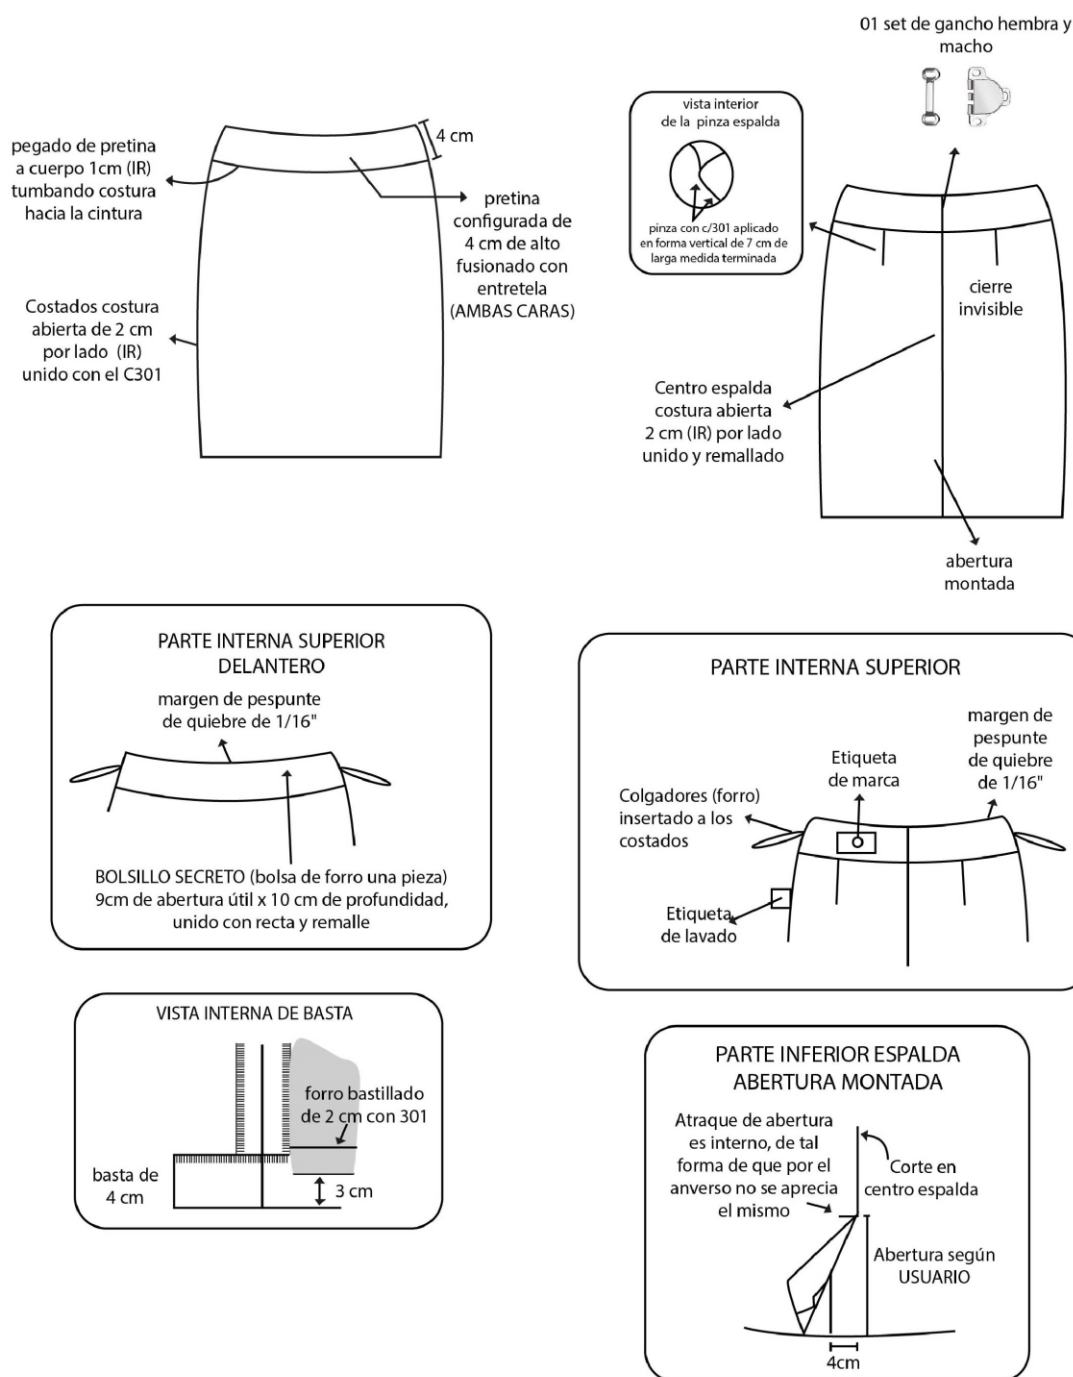 01 set de gancho hembra y
macho
vista interior
de la pinza espalda
pinza con c/301 aplicado
en forma vertical de 7 cm de
larga medida terminada
4 cm
pegado de pretina
a cuerpo 1cm (IR)
tumbando costura
hacia la cintura
pretina
configurada de
4 cm de alto
fusionado con
entretela
(AMBAS CARAS)
Costados costura
abierta de 2 cm
por lado (IR)
unido con el C301
cierre
invisible
Centro espalda
costura abierta
2 cm (IR) por lado
unido y remallado
abertura
montada
PARTE INTERNA SUPERIOR
DELANTERO
margen de pespunte
de quiebre de 1/16"
BOLSILLO SECRETO (bolsa de forro una pieza)
9cm de abertura útil x 10 cm de profundidad,
unido con recta y remalle
PARTE INTERNA SUPERIOR
margen de
pespunte
de quiebre
de 1/16"
Etiqueta
de marca
Colgadores (forro)
insertado a los
costados
Etiqueta
de lavado
VISTA INTERNA DE BASTA
forro bastillado
de 2 cm con 301
basta de
4 cm
3 cm
PARTE INFERIOR ESPALDA
ABERTURA MONTADA
Atraque de abertura
es interno, de tal
forma de que por el
anverso no se aprecia
el mismo
Corte en
centro espalda
Abertura según
USUARIO
4cm